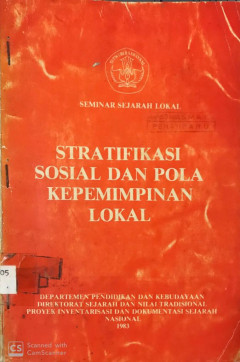 SEMINAR SEJARAH LOKAL
STRATIFIKASI
SOSIAL DAN POLA
KEPEMIMPINAN
LOKAL
DEPARTEMEN PENDIDIKAN DAN KEBUDAYAAN
DIREKTORAT SEJARAH DAN NILAI TRADISIONAL
PROYEK INVENTARISASI DAN DOKUMENTASI SEJARAH
NASIONAL
1983
05
CS
Scanned with
CamScanner